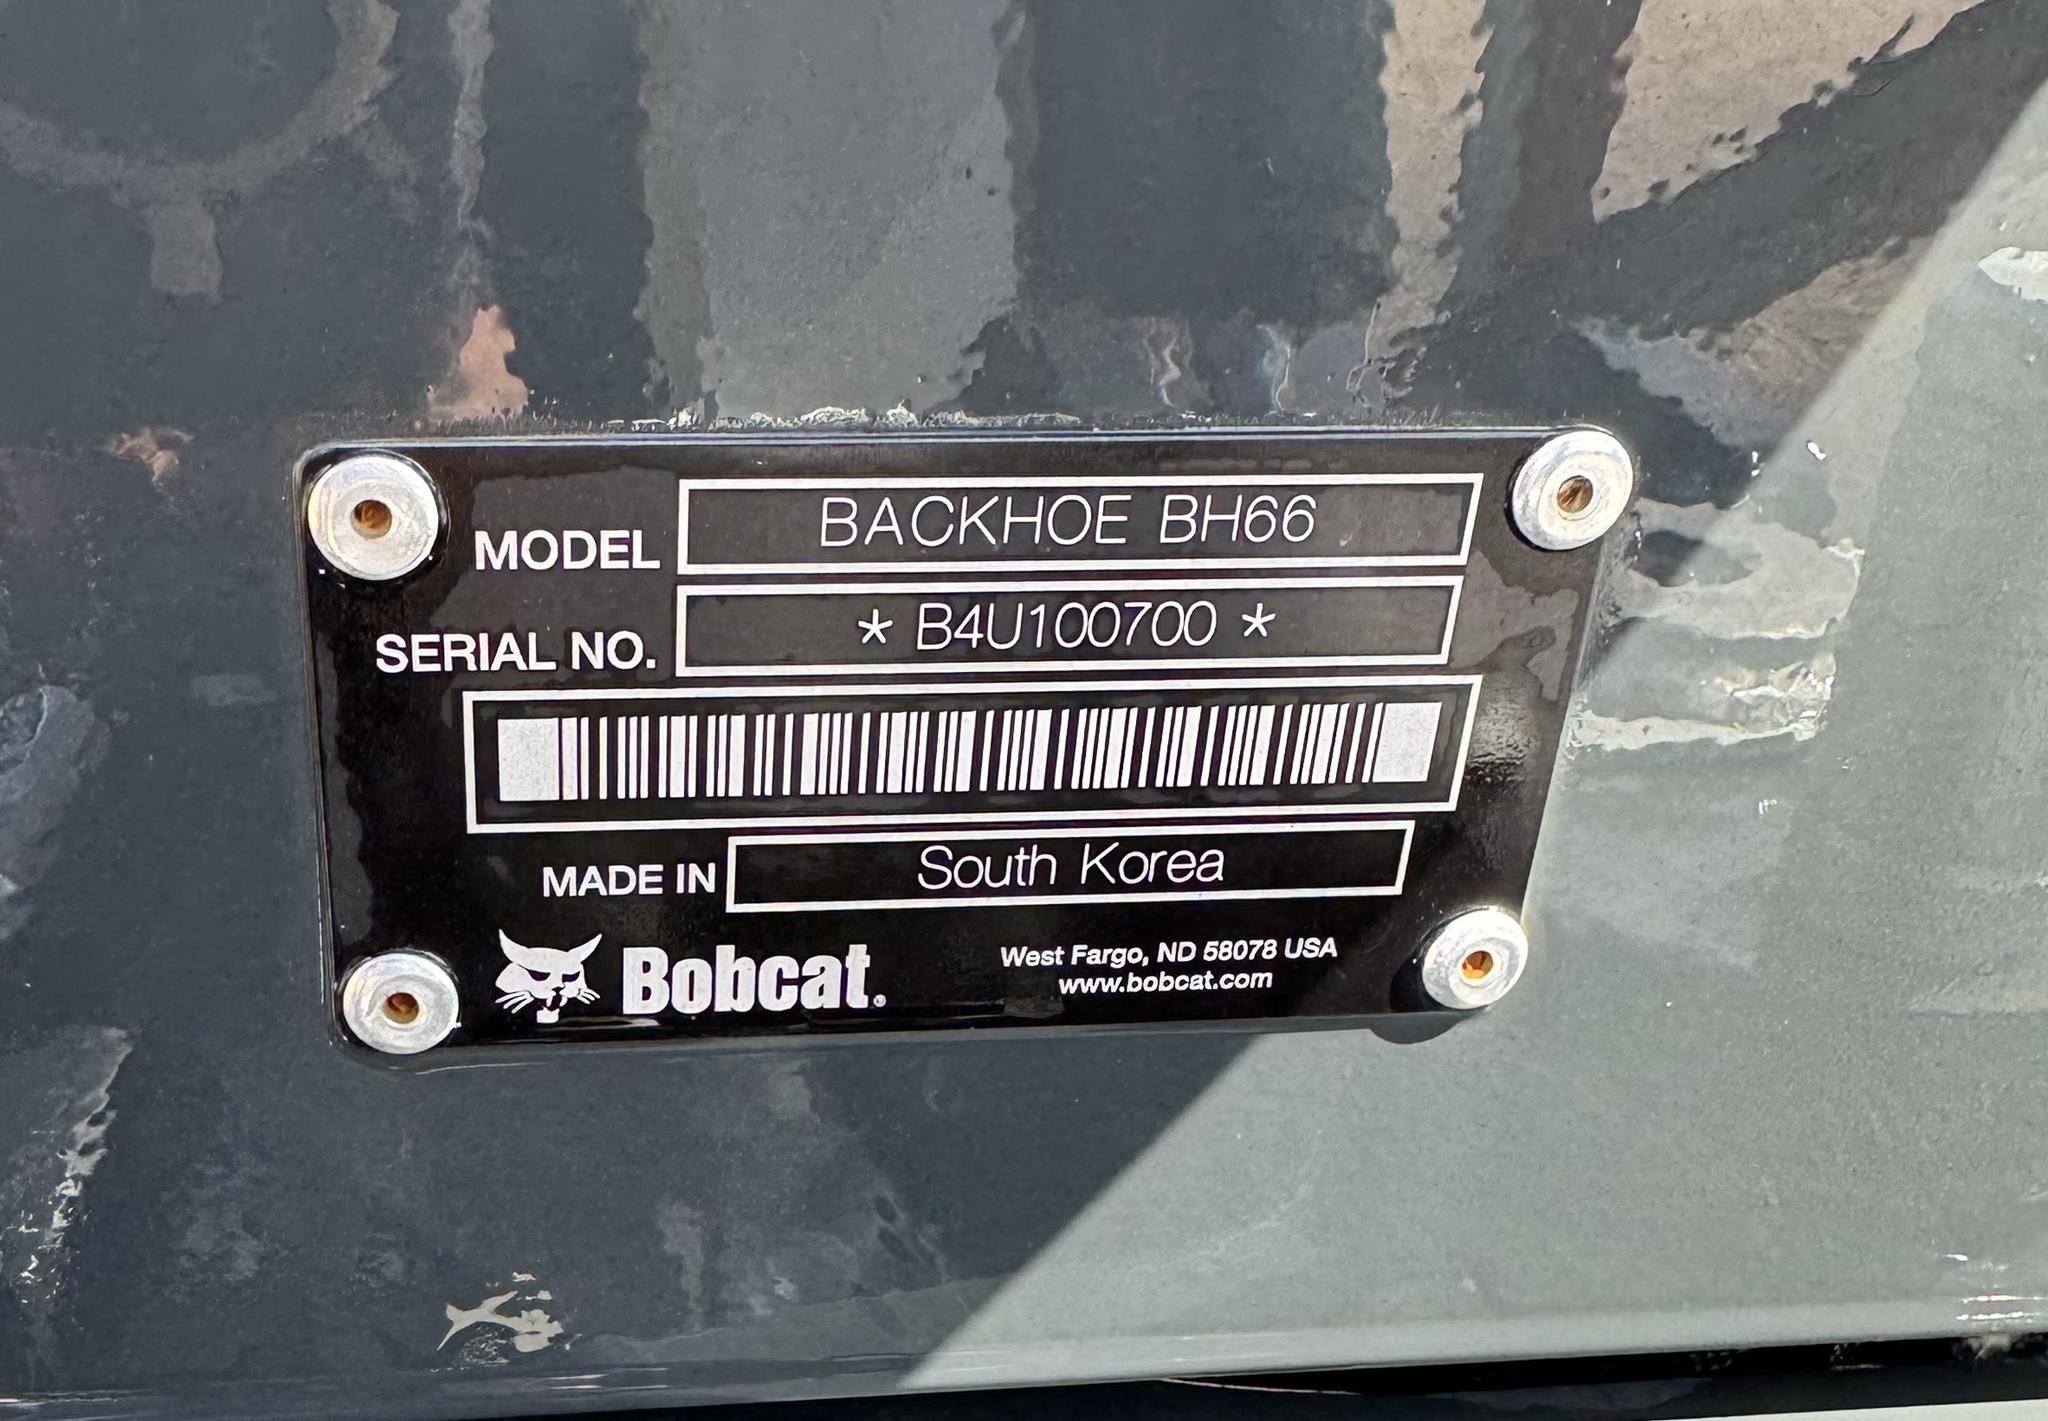 MODEL BACKHOE BH66
SERIAL NO. * B4U100700 *
MADE IN South Korea
Bobcat.
West Fargo, ND 58078 USA
www.bobcat.com